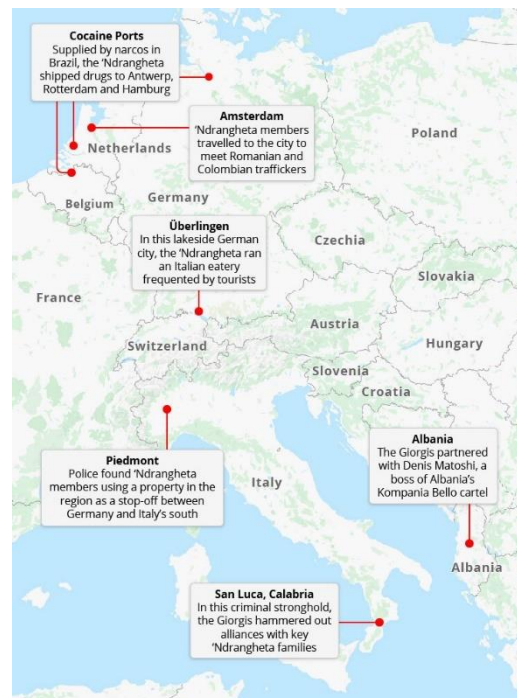 Cocaine Ports
Supplied by narcos in
Brazil, the ‘Ndrangheta
shipped drugs to Antwerp,
Rotterdam and Hamburg
Amsterdam
‘Ndrangheta members
travelled to the city to
meet Romanian and
Colombian traffickers
Netherlands
Poland
Belgium
Germany
Überlingen
In this lakeside German
city, the ‘Ndrangheta ran
an Italian eatery
frequented by tourists
Czechia
Slovakia
France
Austria
Switzerland
Hungary
Slovenia
Croatia
Piedmont
Police found ‘Ndrangheta
members using a property in the
region as a stop-off between
Germany and Italy’s south
Italy
Albania
The Giorgis partnered
with Denis Matoshi, a
boss of Albania’s
Kompania Bello cartel
Albania
San Luca, Calabria
In this criminal stronghold,
the Giorgis hammered out
alliances with key
‘Ndrangheta families